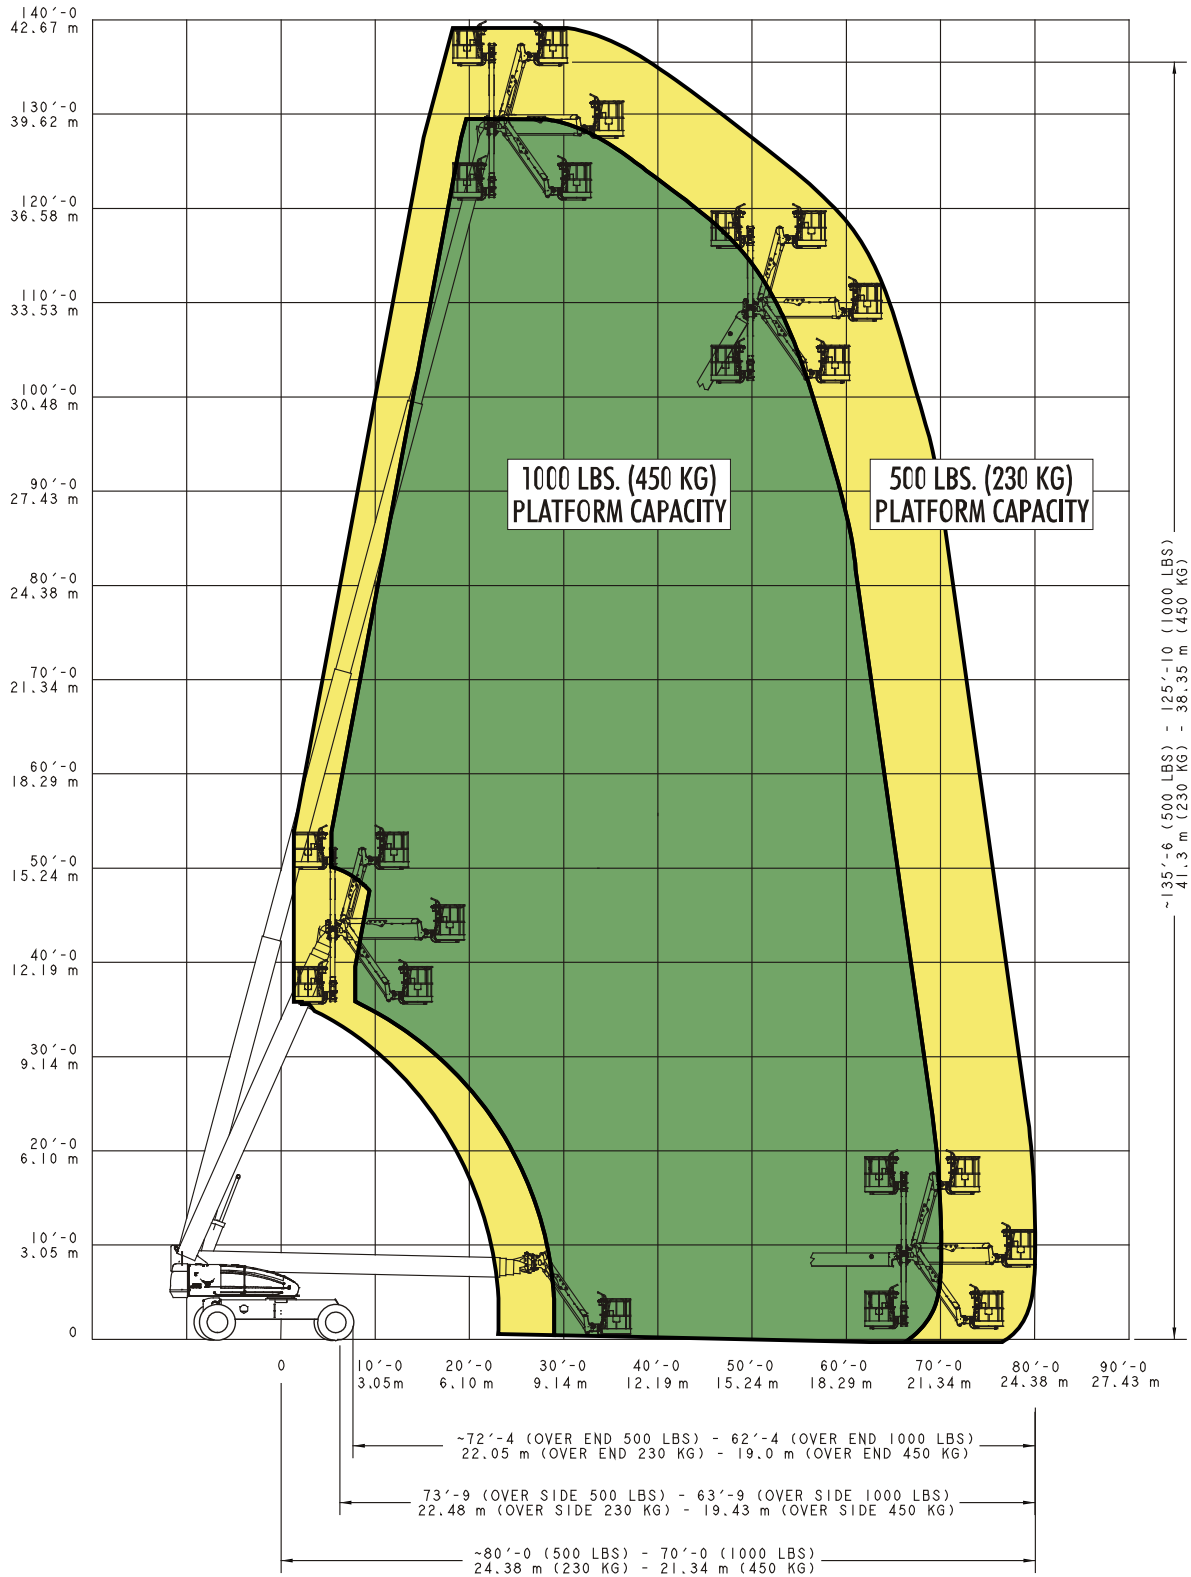 140'-0
42.67 m
130'-0
39.62 m
120'-0
36.58 m
110'-0
33.53 m
100'-0
30.48 m
90'-0
27.43 m
80'-0
24.38 m
70'-0
21.34 m
60'-0
18.29 m
50'-0
15.24 m
40'-0
12.19 m
30'-0
9.14 m
20'-0
6.10 m
10'-0
3.05 m
0
1000 LBS. (450 KG)
PLATFORM CAPACITY
500 LBS. (230 KG)
PLATFORM CAPACITY
~135'-6 (500 LBS) - 125'-10 (1000 LBS)
41.3 m (230 KG) - 38.35 m (450 KG)
0
10'-0
3.05m
20'-0
6.10 m
30'-0
9.14 m
40'-0
12.19 m
50'-0
15.24 m
60'-0
18.29 m
70'-0
21.34 m
80'-0
24.38 m
90'-0
27.43 m
~72'-4 (OVER END 500 LBS) - 62'-4 (OVER END 1000 LBS)
22.05 m (OVER END 230 KG) - 19.0 m (OVER END 450 KG)
73'-9 (OVER SIDE 500 LBS) - 63'-9 (OVER SIDE 1000 LBS)
22.48 m (OVER SIDE 230 KG) - 19.43 m (OVER SIDE 450 KG)
~80'-0 (500 LBS) - 70'-0 (1000 LBS)
24.38 m (230 KG) - 21.34 m (450 KG)